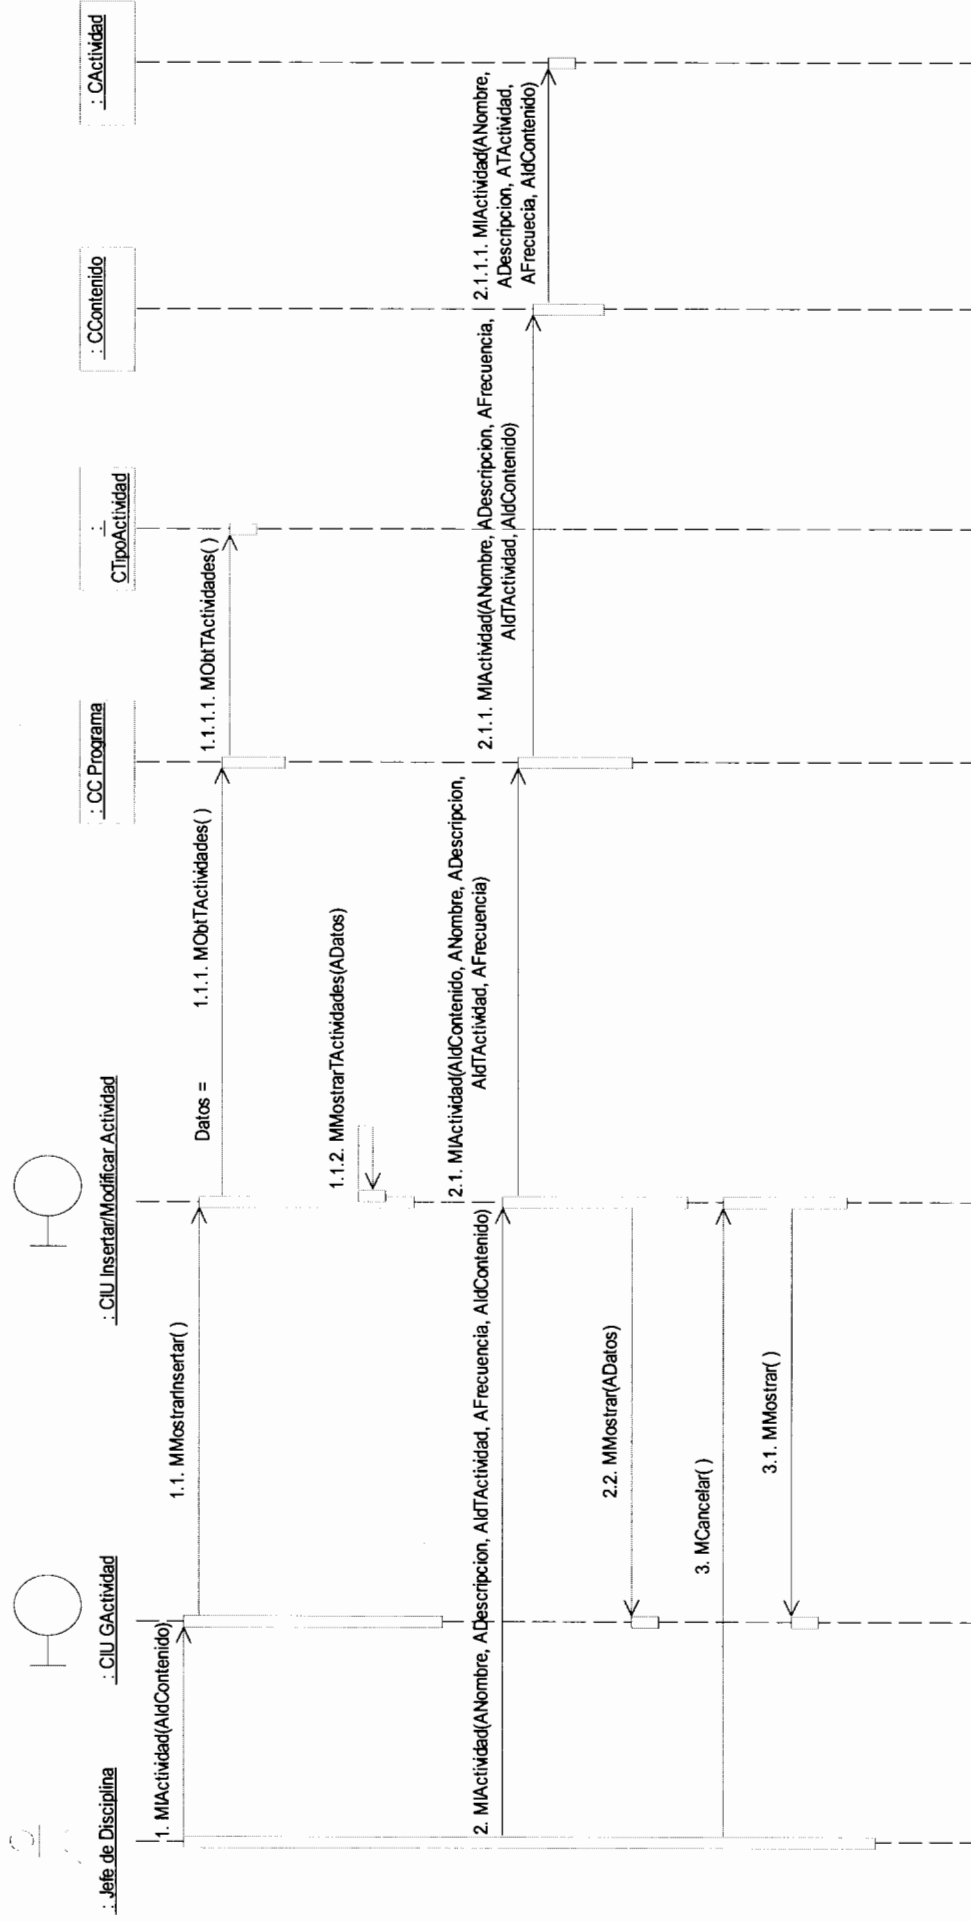 : Jefe de Disciplina
: CIU GActividad
: CIU Insertar/Modificar Actividad
: CC Programa
:
CTipoActividad
: CContenido
: CActividad
1. MIActividad(AIdContenido)
1.1. MMostrarInsertar( )
Datos =
1.1.1. MObtTActividades( )
1.1.1.1. MObtTActividades( )
1.1.2. MMostrarTActividades(ADatos)
2. MIActividad(ANombre, ADescripcion, AIdTActividad, AFrecuencia, AIdContenido)
2.1. MIActividad(AIdContenido, ANombre, ADescripcion,
AIdTActividad, AFrecuencia)
2.1.1. MIActividad(ANombre, ADescripcion, AFrecuencia,
AIdTActividad, AIdContenido)
2.1.1.1. MIActividad(ANombre,
ADescripcion, ATActividad,
AFrecuecia, AIdContenido)
2.2. MMostrar(ADatos)
3. MCancelar( )
3.1. MMostrar( )